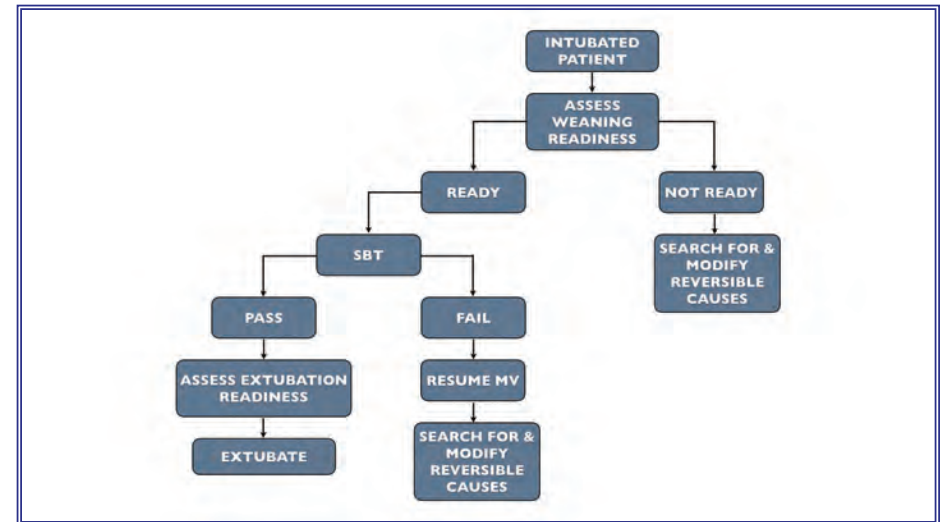 INTUBATED
PATIENT
ASSESS
WEANING
READINESS
READY
NOT READY
SBT
SEARCH FOR &
MODIFY
REVERSIBLE
CAUSES
PASS
FAIL
ASSESS EXTUBATION
READINESS
RESUME MV
EXTUBATE
SEARCH FOR &
MODIFY
REVERSIBLE
CAUSES